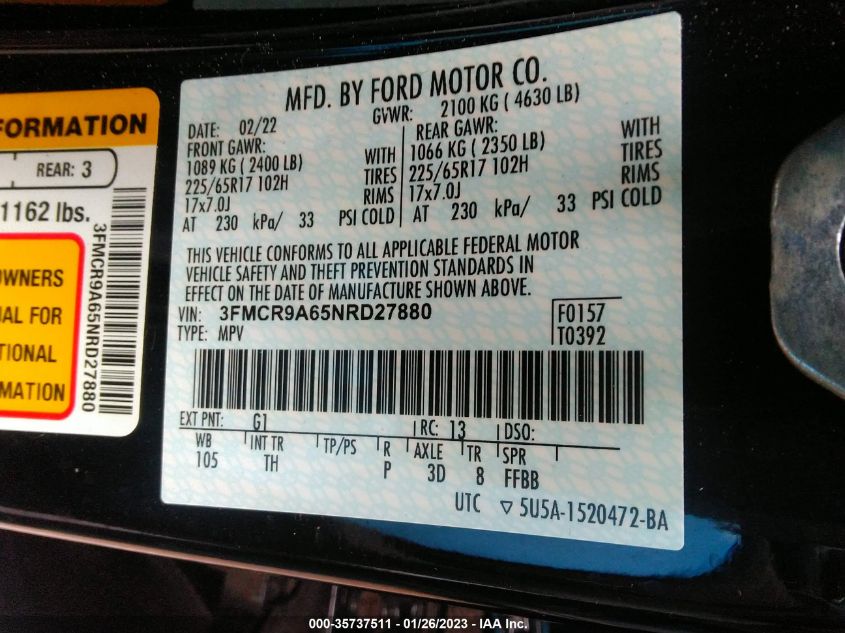 FORMATION
REAR: 3
1162 lbs.
OWNERS
AL FOR
TIONAL
MATION
3FMCR9A65NRD27880
MFD. BY FORD MOTOR CO.
DATE: 02/22
GVWR: 2100 KG ( 4630 LB)
FRONT GAWR:
1089 KG ( 2400 LB) WITH
225/65R17 102H TIRES
17x7.0J RIMS
AT 230 kPa/ 33 PSI COLD
REAR GAWR: WITH
1066 KG ( 2350 LB) TIRES
225/65R17 102H RIMS
17x7.0J
AT 230 kPa/ 33 PSI COLD
THIS VEHICLE CONFORMS TO ALL APPLICABLE FEDERAL MOTOR
VEHICLE SAFETY AND THEFT PREVENTION STANDARDS IN
EFFECT ON THE DATE OF MANUFACTURE SHOWN ABOVE.
VIN: 3FMCR9A65NRD27880
TYPE: MPV
F0157
T0392
EXT PNT: G1 RC: 13 DSO:
WB INT TR TP/PS R AXLE TR SPR
105 TH P 3D 8 FFBB
UTC ▽ 5U5A-1520472-BA
000-35737511 - 01/26/2023 - IAA Inc.